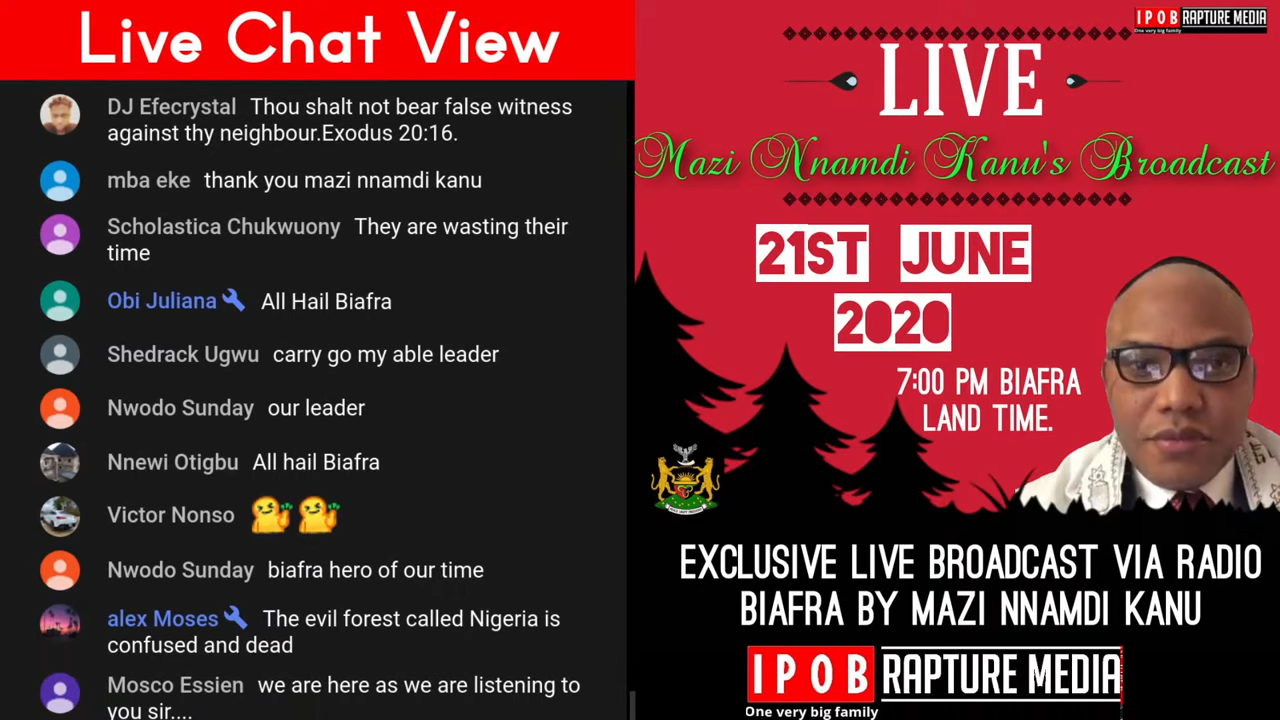 Live Chat View
DJ Efecrystal Thou shalt not bear false witness
against thy neighbour.Exodus 20:16.
mba eke thank you mazi nnamdi kanu
Scholastica Chukwuony They are wasting their
time
Obi Juliana All Hail Biafra
Shedrack Ugwu carry go my able leader
Nwodo Sunday our leader
Nnewi Otigbu All hail Biafra
Victor Nonso
Nwodo Sunday biafra hero of our time
alex Moses The evil forest called Nigeria is
confused and dead
Mosco Essien we are here as we are listening to
you sir....
IPOB RAPTURE MEDIA
One very big family
LIVE
Mazi Nnamdi Kanu's Broadcast
21ST JUNE
2020
7:00 PM BIAFRA
LAND TIME.
EXCLUSIVE LIVE BROADCAST VIA RADIO
BIAFRA BY MAZI NNAMDI KANU
IPOB RAPTURE MEDIA
One very big family